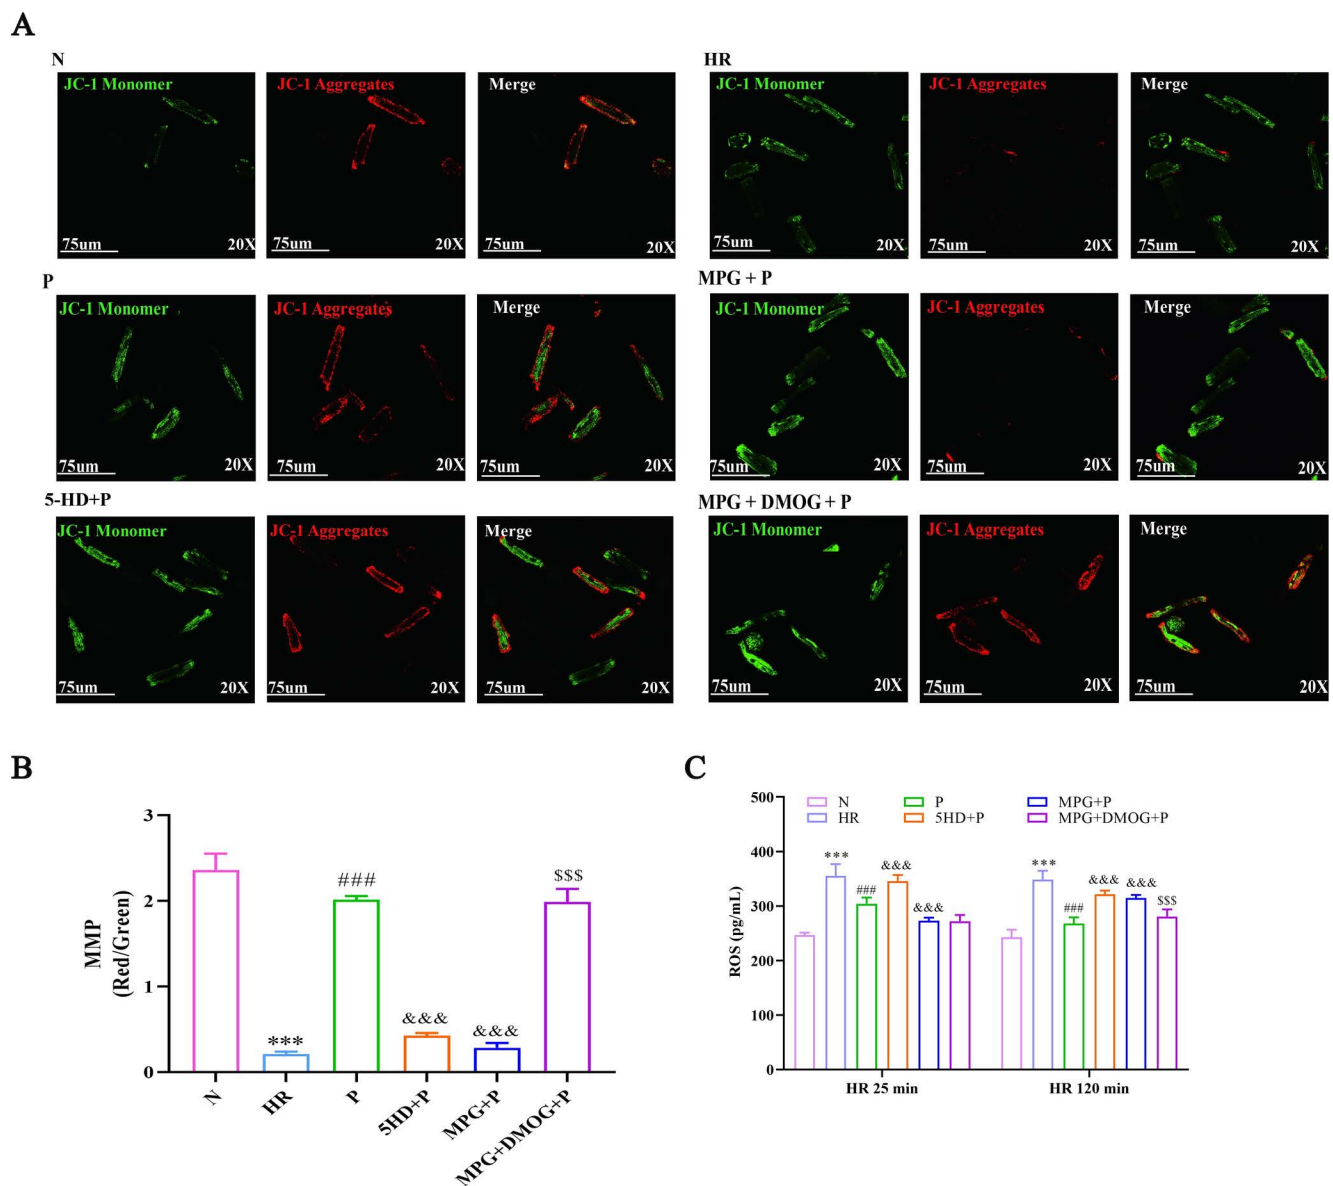 A
N
HR
JC-1 Monomer JC-1 Aggregates Merge
JC-1 Monomer JC-1 Aggregates Merge
75um 75um 75um 20X 20X 20X
75um 75um 75um 20X 20X 20X
P
MPG + P
JC-1 Monomer JC-1 Aggregates Merge
JC-1 Monomer JC-1 Aggregates Merge
75um 20X 75um 20X 75um 20X
75um 20X 75um 20X 75um 20X
5-HD+P
MPG + DMOG + P
JC-1 Monomer JC-1 Aggregates Merge
JC-1 Monomer JC-1 Aggregates Merge
75um 20X 75um 20X 75um 20X
75um 20X 75um 20X 75um 20X
B
MMP
(Red/Green)
3
2
1
0
***
###
&&&
&&&
$$$
N
HR
P
5HD+P
MPG+P
MPG+DMOG+P
C
ROS (pg/mL)
500
400
300
200
100
0
N P MPG+P
HR 5HD+P MPG+DMOG+P
*** ### &&& &&&
*** ### &&& &&& $$$
HR 25 min HR 120 min